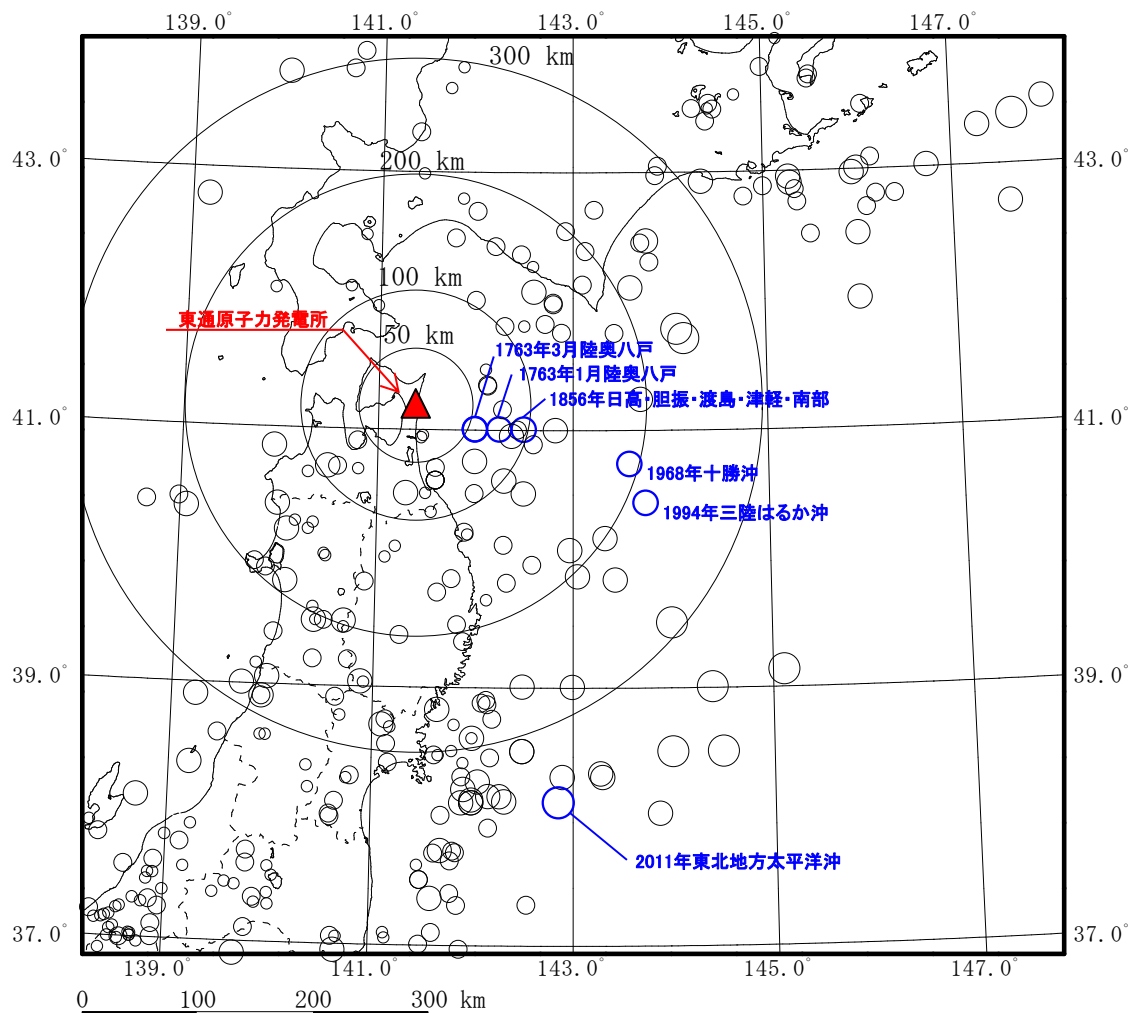 139.0° 141.0° 143.0° 145.0° 147.0°
300 km
43.0° 43.0°
200 km
100 km
東通原子力発電所
50 km
1763年3月陸奥八戸
1763年1月陸奥八戸
1856年日高・胆振・渡島・津軽・南部
41.0° 41.0°
1968年十勝沖
1994年三陸はるか沖
39.0° 39.0°
2011年東北地方太平洋沖
37.0° 37.0°
139.0° 141.0° 143.0° 145.0° 147.0°
0 100 200 300 km